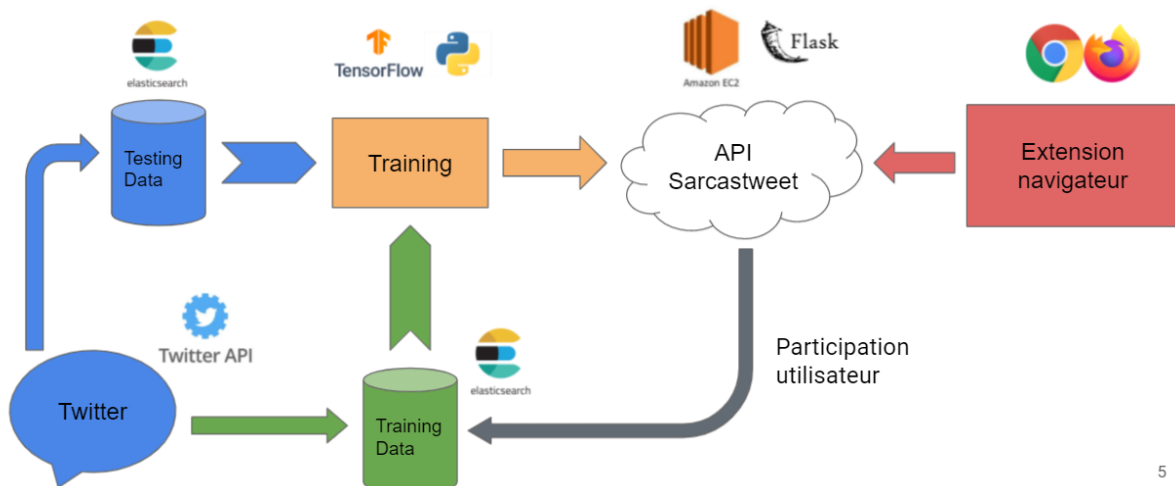 elasticsearch
TensorFlow
Amazon EC2
Flask
Testing
Data
Training
API
Sarcastweet
Extension
navigateur
Twitter API
elasticsearch
Participation
utilisateur
Twitter
Training
Data
5